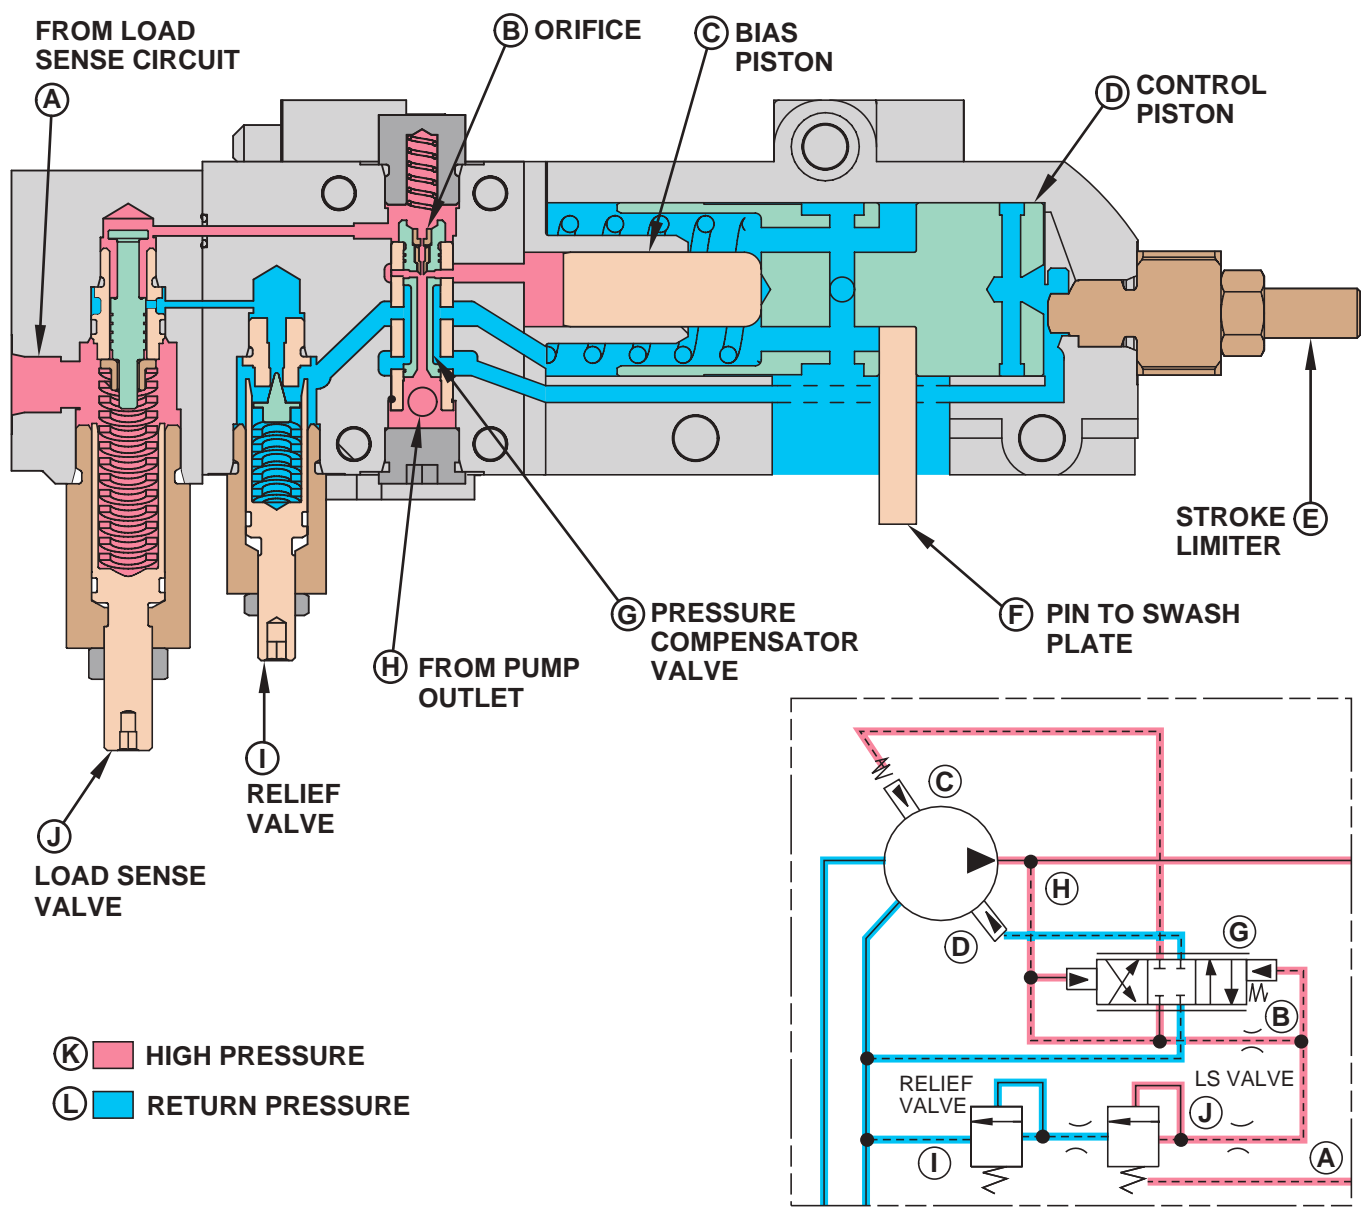 FROM LOAD
SENSE CIRCUIT
A
B ORIFICE
C BIAS
PISTON
D CONTROL
PISTON
STROKE E
LIMITER
F PIN TO SWASH
PLATE
G PRESSURE
COMPENSATOR
VALVE
H FROM PUMP
OUTLET
I
RELIEF
VALVE
J
LOAD SENSE
VALVE
K HIGH PRESSURE
L RETURN PRESSURE
C
H
D
G
B
RELIEF
VALVE
LS VALVE
J
I
A